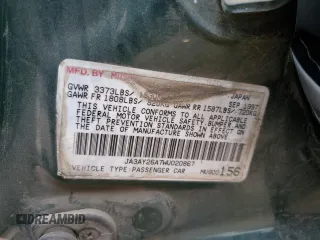 MFD. BY MI
JAPAN
GVWR 3373LBS/
SEP 1997
GAWR FR 1808LBS/ 820KG GAWR RR 1587LBS/ 720KG
THIS VEHICLE CONFORMS TO ALL APPLICABLE
FEDERAL MOTOR VEHICLE SAFETY, BUMPER AND
THEFT PREVENTION STANDARDS IN EFFECT ON
THE DATE OF MANUFACTURE SHOWN ABOVE.
JA3AY26A7WU020867
VEHICLE TYPE:PASSENGER CAR
156
DREAMBID